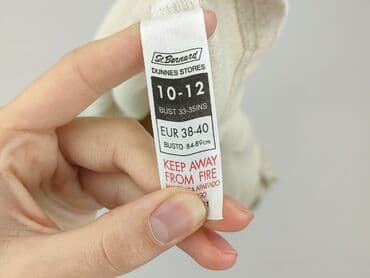 St. Bernard
DUNNES STORES
10-12
BUST 33-35INS
EUR 38-40
BUSTO 84-89cm
KEEP AWAY
FROM FIRE